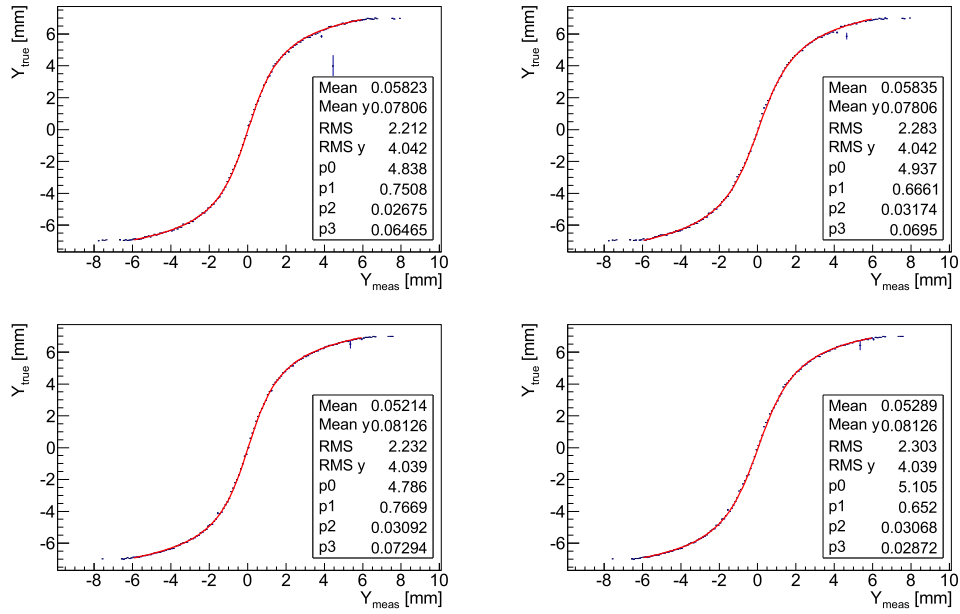 Y_true [mm]
6
4
2
0
-2
-4
-6
Mean 0.05823
Mean y 0.07806
RMS 2.212
RMS y 4.042
p0 4.838
p1 0.7508
p2 0.02675
p3 0.06465
-8 -6 -4 -2 0 2 4 6 8 10
Y_meas [mm]
Y_true [mm]
6
4
2
0
-2
-4
-6
Mean 0.05835
Mean y 0.07806
RMS 2.283
RMS y 4.042
p0 4.937
p1 0.6661
p2 0.03174
p3 0.0695
-8 -6 -4 -2 0 2 4 6 8 10
Y_meas [mm]
Y_true [mm]
6
4
2
0
-2
-4
-6
Mean 0.05214
Mean y 0.08126
RMS 2.232
RMS y 4.039
p0 4.786
p1 0.7669
p2 0.03092
p3 0.07294
-8 -6 -4 -2 0 2 4 6 8 10
Y_meas [mm]
Y_true [mm]
6
4
2
0
-2
-4
-6
Mean 0.05289
Mean y 0.08126
RMS 2.303
RMS y 4.039
p0 5.105
p1 0.652
p2 0.03068
p3 0.02872
-8 -6 -4 -2 0 2 4 6 8 10
Y_meas [mm]